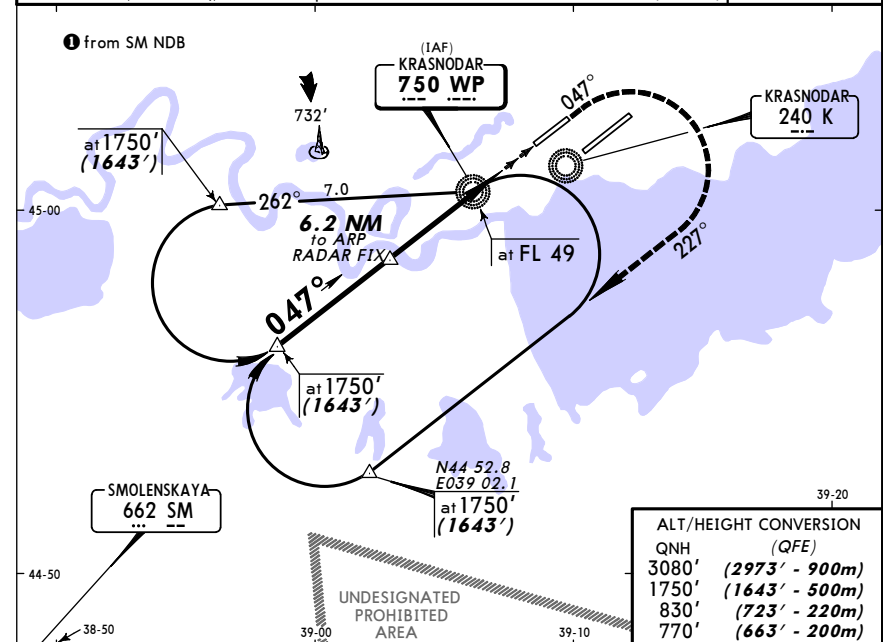 ❶ from SM NDB
(IAF)
KRASNODAR
750 WP
047°
KRASNODAR
240 K
732'
at 1750'
(1643')
262°
7.0
45-00
6.2 NM
to ARP
RADAR FIX
at FL 49
227°
047°
at 1750'
(1643')
N44 52.8
E039 02.1
at 1750'
(1643')
SMOLENSKAYA
662 SM
39-20
ALT/HEIGHT CONVERSION
QNH (QFE)
3080' (2973' - 900m)
1750' (1643' - 500m)
830' (723' - 220m)
770' (663' - 200m)
44-50
UNDESIGNATED
PROHIBITED
AREA
38-50
39-00
39-10